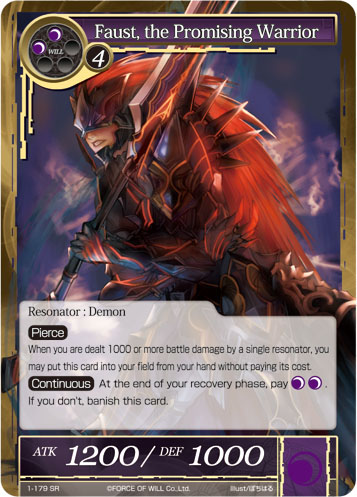 Faust, the Promising Warrior
WILL
4
Resonator : Demon
Pierce
When you are dealt 1000 or more battle damage by a single resonator, you
may put this card into your field from your hand without paying its cost.
Continuous At the end of your recovery phase, pay .
If you don't, banish this card.
ATK 1200 / DEF 1000
1-179 SR ©FORCE OF WILL Co.,Ltd. illust/ぽちはる